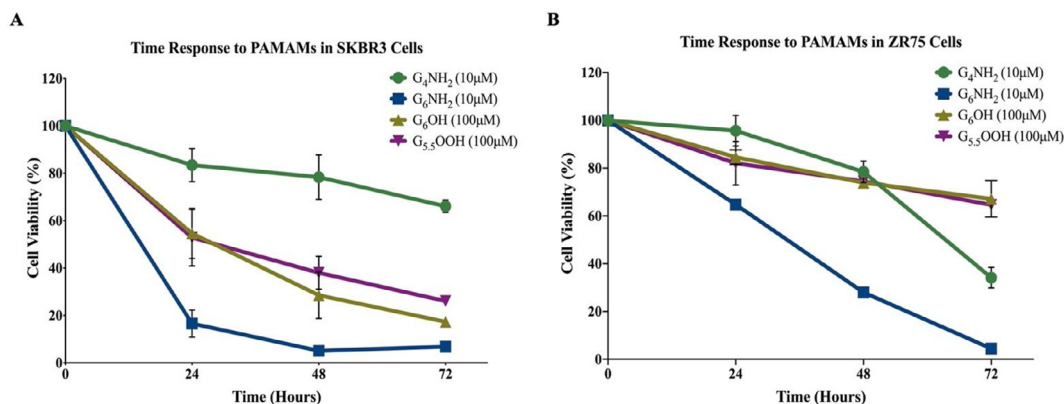 A
Time Response to PAMAMs in SKBR3 Cells
G4NH2 (10μM)
G6NH2 (10μM)
G6OH (100μM)
G5.5OOH (100μM)
120
100
80
60
40
20
0
Cell Viability (%)
0 24 48 72
Time (Hours)
B
Time Response to PAMAMs in ZR75 Cells
G4NH2 (10μM)
G6NH2 (10μM)
G6OH (100μM)
G5.5OOH (100μM)
120
100
80
60
40
20
0
Cell Viability (%)
0 24 48 72
Time (Hours)